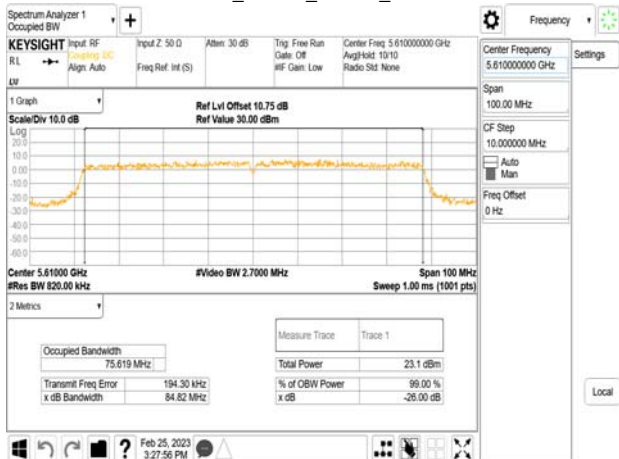 Spectrum Analyzer 1
Occupied BW
Frequency
KEYSIGHT
Input: RF
Coupling: DC
Align: Auto
Input Z: 50 Ω
Freq Ref: Int (S)
Atten: 30 dB
Trig: Free Run
Gate: Off
#IF Gain: Low
Center Freq: 5.610000000 GHz
Avg|Hold: 10/10
Radio Std: None
RL
Center Frequency
5.610000000 GHz
Settings
Span
100.00 MHz
CF Step
10.000000 MHz
Auto
Man
Freq Offset
0 Hz
1 Graph
Scale/Div 10.0 dB
Ref Lvl Offset 10.75 dB
Ref Value 30.00 dBm
Log
20.0
10.0
0.00
-10.0
-20.0
-30.0
-40.0
-50.0
-60.0
Center 5.61000 GHz
#Video BW 2.7000 MHz
Span 100 MHz
#Res BW 820.00 kHz
Sweep 1.00 ms (1001 pts)
2 Metrics
Measure Trace
Trace 1
Occupied Bandwidth
75.619 MHz
Total Power
23.1 dBm
Transmit Freq Error
194.30 kHz
% of OBW Power
99.00 %
x dB Bandwidth
84.82 MHz
x dB
-26.00 dB
Local
Feb 25, 2023
3:27:56 PM